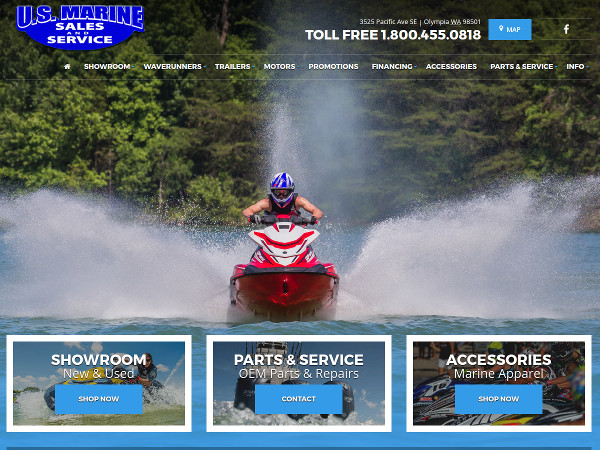 U.S. MARINE
SALES
AND
SERVICE
3525 Pacific Ave SE | Olympia WA 98501
TOLL FREE 1.800.455.0818
MAP
f
SHOWROOM WAVERUNNERS TRAILERS MOTORS PROMOTIONS FINANCING ACCESSORIES PARTS & SERVICE INFO
SHOWROOM
New & Used
SHOP NOW
PARTS & SERVICE
OEM Parts & Repairs
CONTACT
ACCESSORIES
Marine Apparel
SHOP NOW